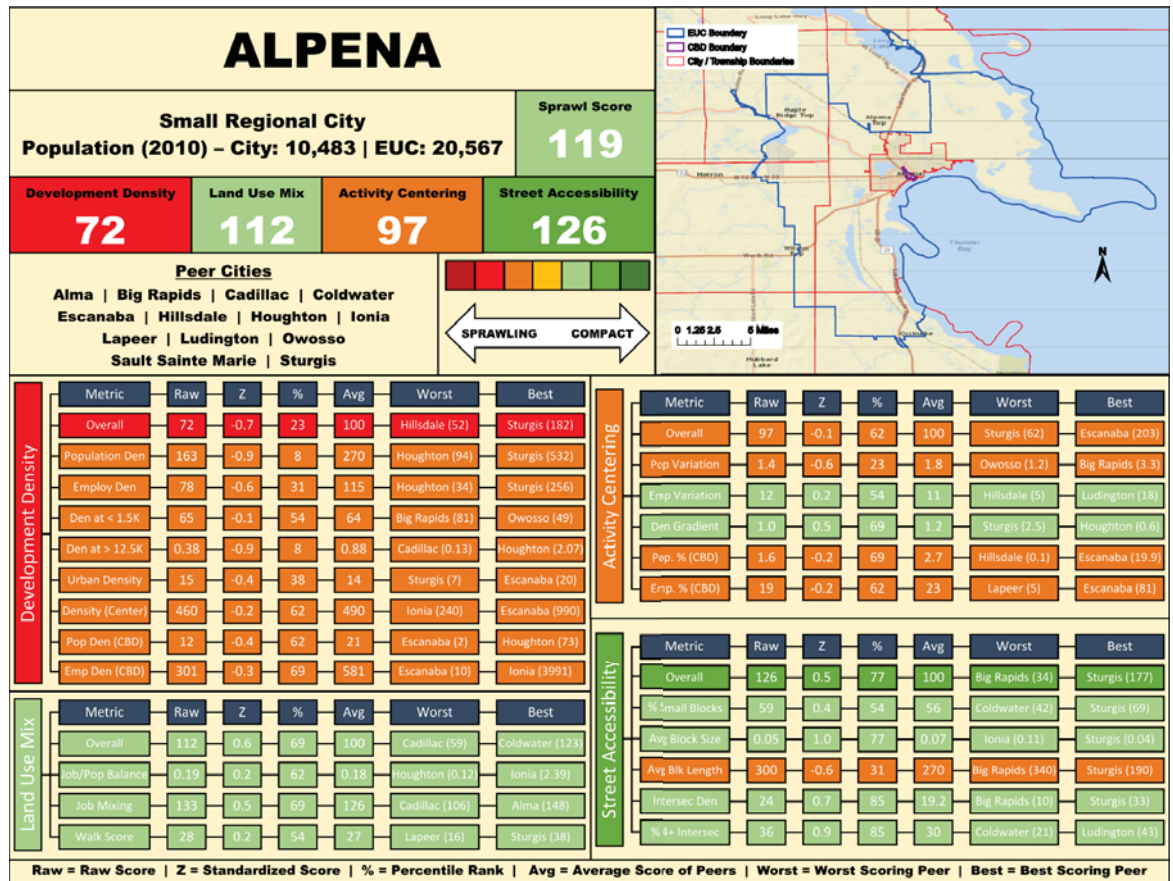 ALPENA
Small Regional City
Population (2010) – City: 10,483 | EUC: 20,567
Sprawl Score
119
Development Density
72
Land Use Mix
112
Activity Centering
97
Street Accessibility
126
Peer Cities
Alma | Big Rapids | Cadillac | Coldwater
Escanaba | Hillsdale | Houghton | Ionia
Lapeer | Ludington | Owosso
Sault Sainte Marie | Sturgis
SPRAWLING COMPACT
EUC Boundary
CBD Boundary
City / Township Boundaries
Maple
Ridge Twp
Alpena
Twp
Herron
Wilson
Twp
Thunder
Bay
Hubbard
Lake
N
0 1.25 2.5 5 Miles
Development Density
Metric Raw Z % Avg Worst Best
Overall 72 -0.7 23 100 Hillsdale (52) Sturgis (182)
Population Den 163 -0.9 8 270 Houghton (94) Sturgis (532)
Employ Den 78 -0.6 31 115 Houghton (34) Sturgis (256)
Den at < 1.5K 65 -0.1 54 64 Big Rapids (81) Owosso (49)
Den at > 12.5K 0.38 -0.9 8 0.88 Cadillac (0.13) Houghton (2.07)
Urban Density 15 -0.4 38 14 Sturgis (7) Escanaba (20)
Density (Center) 460 -0.2 62 490 Ionia (240) Escanaba (990)
Pop Den (CBD) 12 -0.4 62 21 Escanaba (2) Houghton (73)
Emp Den (CBD) 301 -0.3 69 581 Escanaba (10) Ionia (3991)
Land Use Mix
Metric Raw Z % Avg Worst Best
Overall 112 0.6 69 100 Cadillac (59) Coldwater (123)
Job/Pop Balance 0.19 0.2 62 0.18 Houghton (0.12) Ionia (2.39)
Job Mixing 133 0.5 69 126 Cadillac (106) Alma (148)
Walk Score 28 0.2 54 27 Lapeer (16) Sturgis (38)
Activity Centering
Metric Raw Z % Avg Worst Best
Overall 97 -0.1 62 100 Sturgis (62) Escanaba (203)
Pop Variation 1.4 -0.6 23 1.8 Owosso (1.2) Big Rapids (3.3)
Emp Variation 12 0.2 54 11 Hillsdale (5) Ludington (18)
Den Gradient 1.0 0.5 69 1.2 Sturgis (2.5) Houghton (0.6)
Pop. % (CBD) 1.6 -0.2 69 2.7 Hillsdale (0.1) Escanaba (19.9)
Emp. % (CBD) 19 -0.2 62 23 Lapeer (5) Escanaba (81)
Street Accessibility
Metric Raw Z % Avg Worst Best
Overall 126 0.5 77 100 Big Rapids (34) Sturgis (177)
% Small Blocks 59 0.4 54 56 Coldwater (42) Sturgis (69)
Avg Block Size 0.05 1.0 77 0.07 Ionia (0.11) Sturgis (0.04)
Avg Blk Length 300 -0.6 31 270 Big Rapids (340) Sturgis (190)
Intersec Den 24 0.7 85 19.2 Big Rapids (10) Sturgis (33)
% 4+ Intersec 36 0.9 85 30 Coldwater (21) Ludington (43)
Raw = Raw Score | Z = Standardized Score | % = Percentile Rank | Avg = Average Score of Peers | Worst = Worst Scoring Peer | Best = Best Scoring Peer